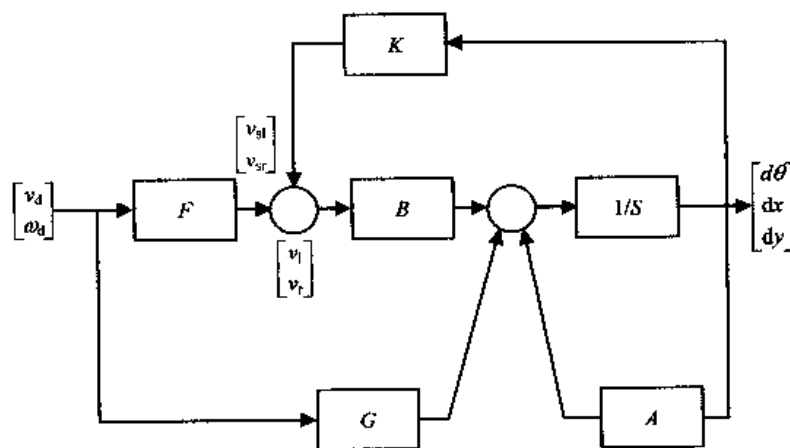 K
v_sl
v_sr
v_d
ω_d
F
B
1/S
dθ
dx
dy
v_l
v_r
G
A